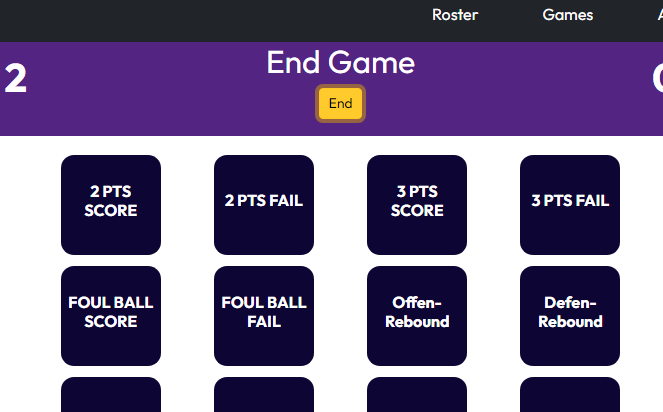 Roster
Games
2
End Game
End
2 PTS
SCORE
2 PTS FAIL
3 PTS
SCORE
3 PTS FAIL
FOUL BALL
SCORE
FOUL BALL
FAIL
Offen-
Rebound
Defen-
Rebound